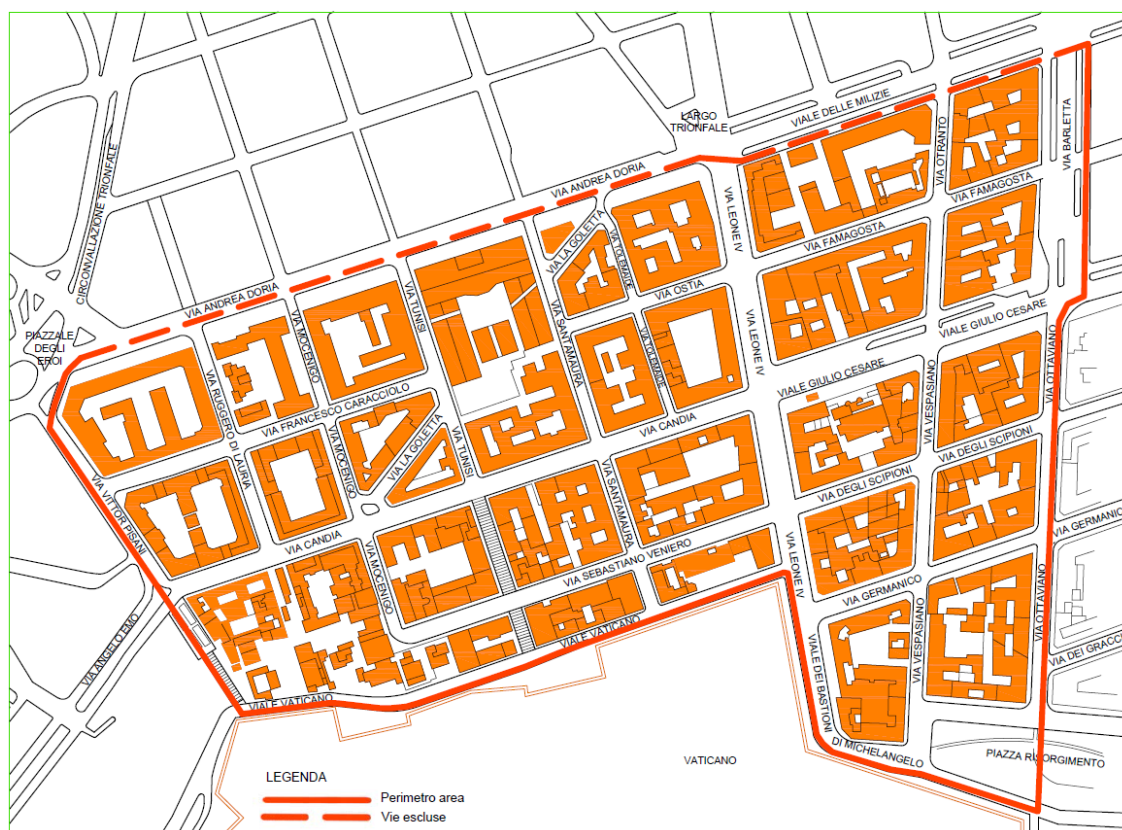 VIALE DELLE MILIZIE
LARGO
TRIONFALE
VIA BARLETTA
CIRCONVALLAZIONE TRIONFALE
VIA OTRANTO
VIA ANDREA DORIA
VIA FAMAGOSTA
VIA LEONE IV
VIA LA GOLETTA
VIA TOLEMAIDE
VIA FAMAGOSTA
VIA ANDREA DORIA
VIA TUNISI
VIA OSTIA
VIALE GIULIO CESARE
PIAZZALE
DEGLI
EROI
VIA MOCENIGO
VIA SANTAMAURA
VIA TOLEMAIDE
VIA LEONE IV
VIALE GIULIO CESARE
VIA OTTAVIANO
VIA RUGGERO DI LAURIA
VIA FRANCESCO CARACCIOLO
VIA VESPASIANO
VIA CANDIA
VIA LA GOLETTA
VIA MOCENIGO
VIA TUNISI
VIA DEGLI SCIPIONI
VIA VITTOR PISANI
VIA SANTAMAURA
VIA DEGLI SCIPIONI
VIA GERMANICO
VIA CANDIA
VIA MOCENIGO
VIA SEBASTIANO VENIERO
VIA LEONE IV
VIA GERMANICO
VIA OTTAVIANO
VIA ANGELO EMO
VIALE VATICANO
VIA VESPASIANO
VIA DEI GRACCHI
VIALE VATICANO
VIALE DEI BASTIONI
DI MICHELANGELO
PIAZZA RISORGIMENTO
VATICANO
LEGENDA
Perimetro area
Vie escluse